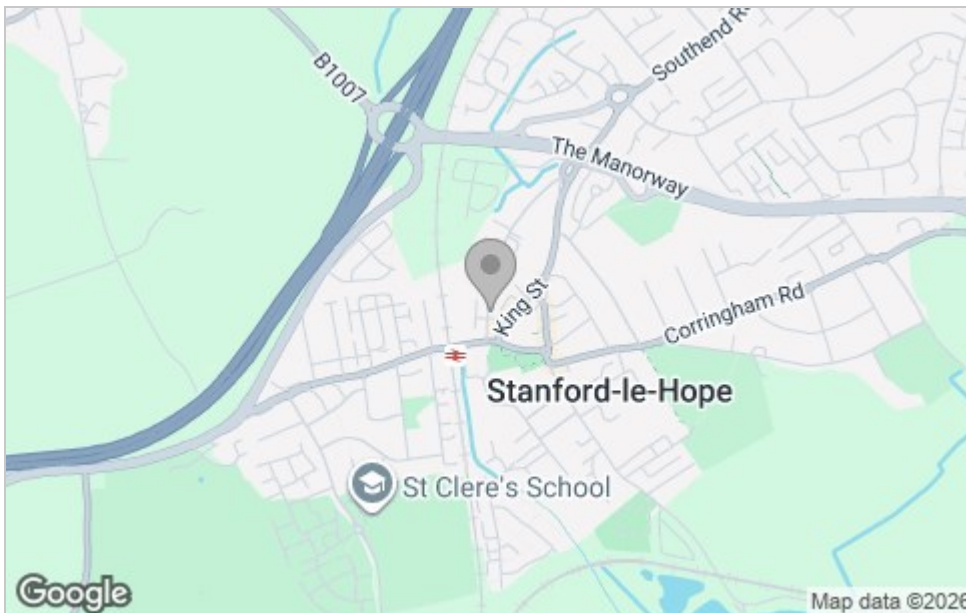 B1007
Southend Rd
The Manorway
King St
Corringham Rd
Stanford-le-Hope
St Clere's School
Google
Map data ©2026